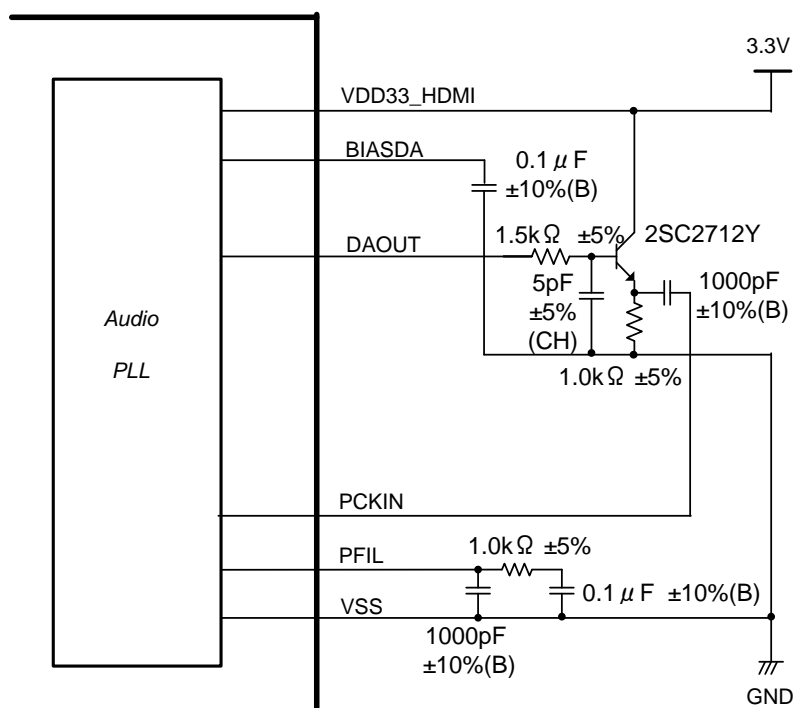 3.3V
VDD33_HDMI
BIASDA
0.1μF
±10%(B)
2SC2712Y
1.5kΩ ±5%
DAOUT
1000pF
±10%(B)
5pF
±5%
(CH)
Audio
PLL
1.0kΩ ±5%
PCKIN
1.0kΩ ±5%
PFIL
0.1μF ±10%(B)
VSS
1000pF
±10%(B)
GND